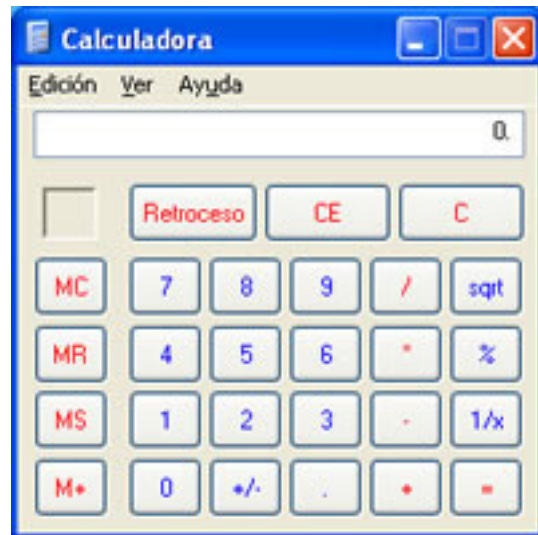 Calculadora
Edición Ver Ayuda
0.
Retroceso CE C
MC 7 8 9 / sqrt
MR 4 5 6 * %
MS 1 2 3 - 1/x
M+ 0 +/- . + =